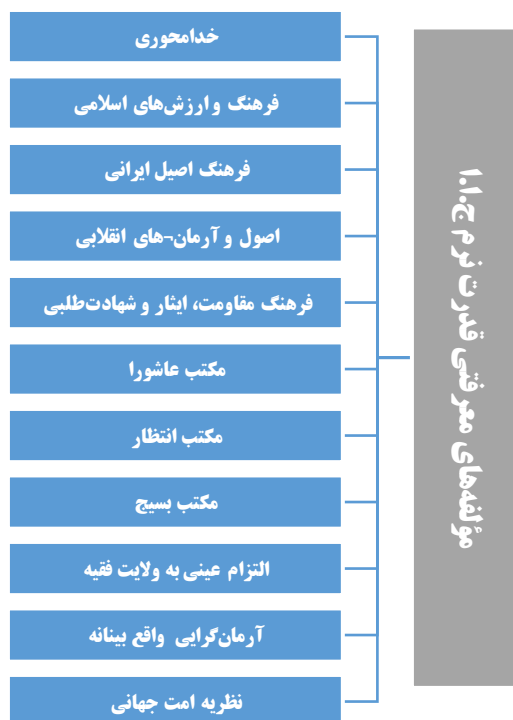 مؤلفه‌های معرفتی قدرت نرم ج.ا.ا
خدامحوری
فرهنگ و ارزش‌های اسلامی
فرهنگ اصیل ایرانی
اصول و آرمان¬های انقلابی
فرهنگ مقاومت، ایثار و شهادت‌طلبی
مکتب عاشورا
مکتب انتظار
مکتب بسیج
التزام عینی به ولایت فقیه
آرمان‌گرایی واقع بینانه
نظریه امت جهانی